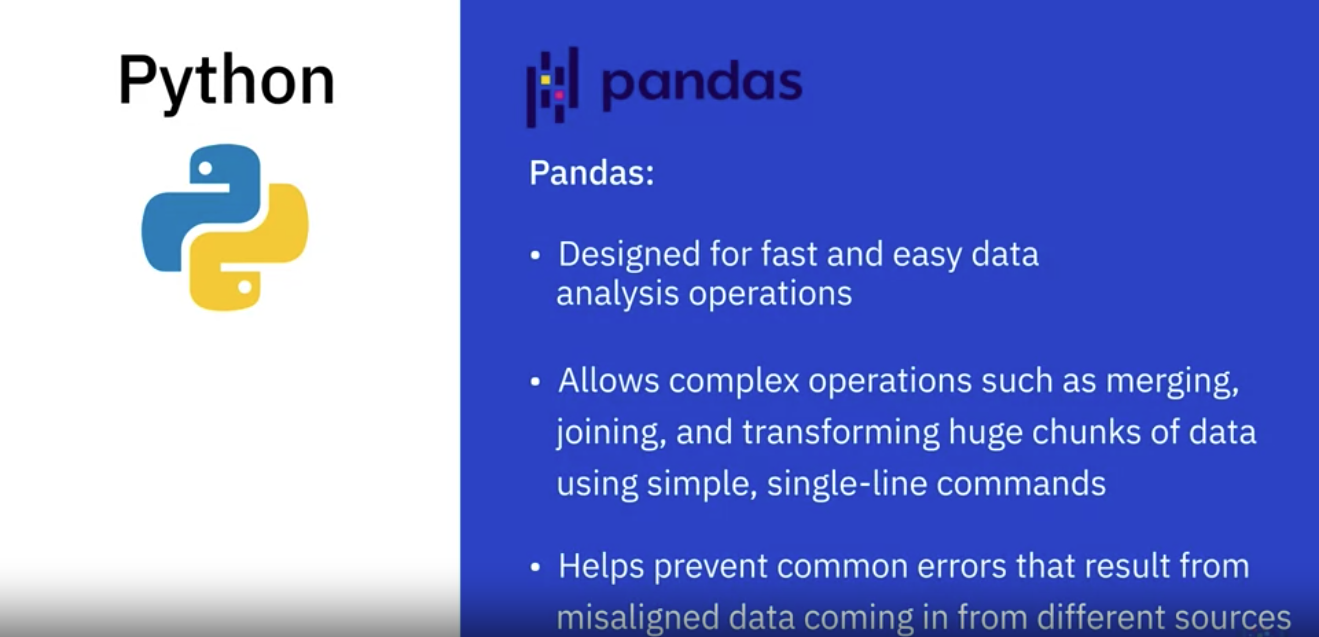 Python
pandas
Pandas:
• Designed for fast and easy data
analysis operations
• Allows complex operations such as merging,
joining, and transforming huge chunks of data
using simple, single-line commands
• Helps prevent common errors that result from
misaligned data coming in from different sources